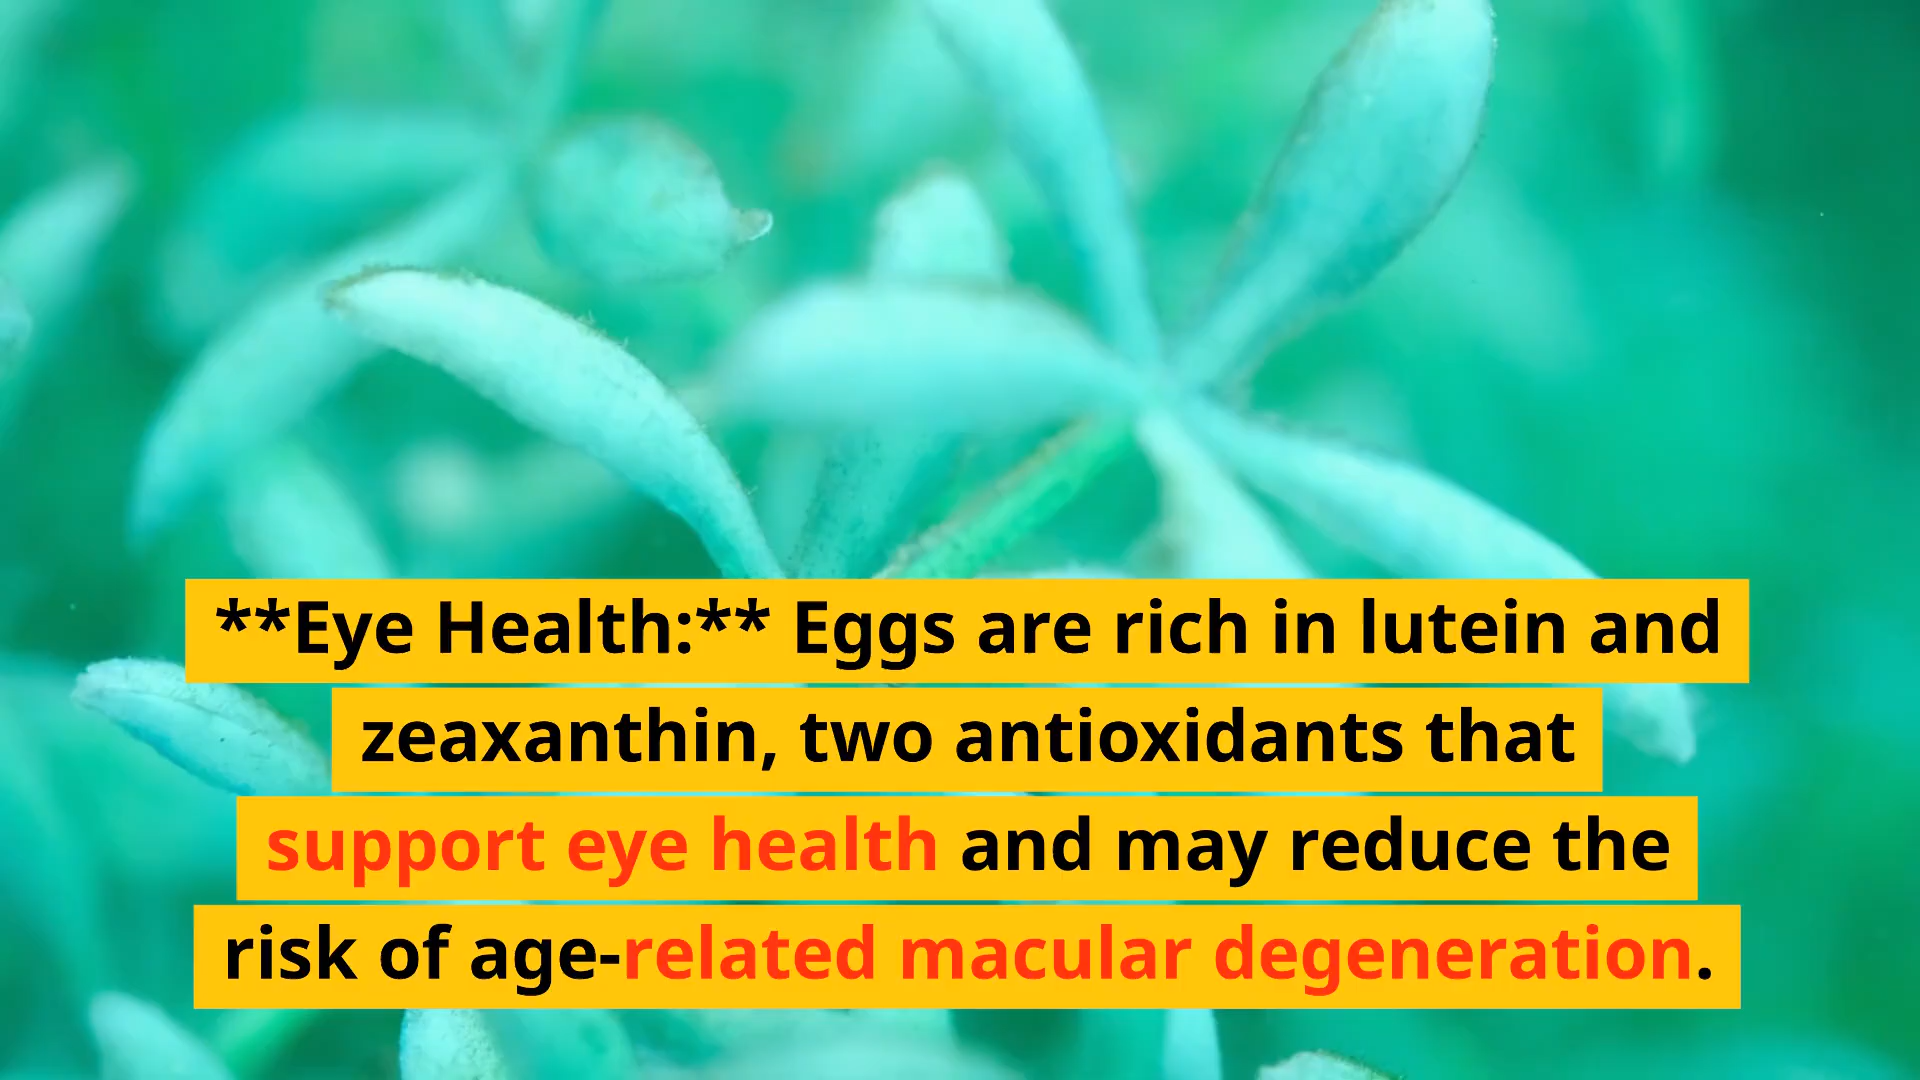 **Eye Health:** Eggs are rich in lutein and
zeaxanthin, two antioxidants that
support eye health and may reduce the
risk of age-related macular degeneration.